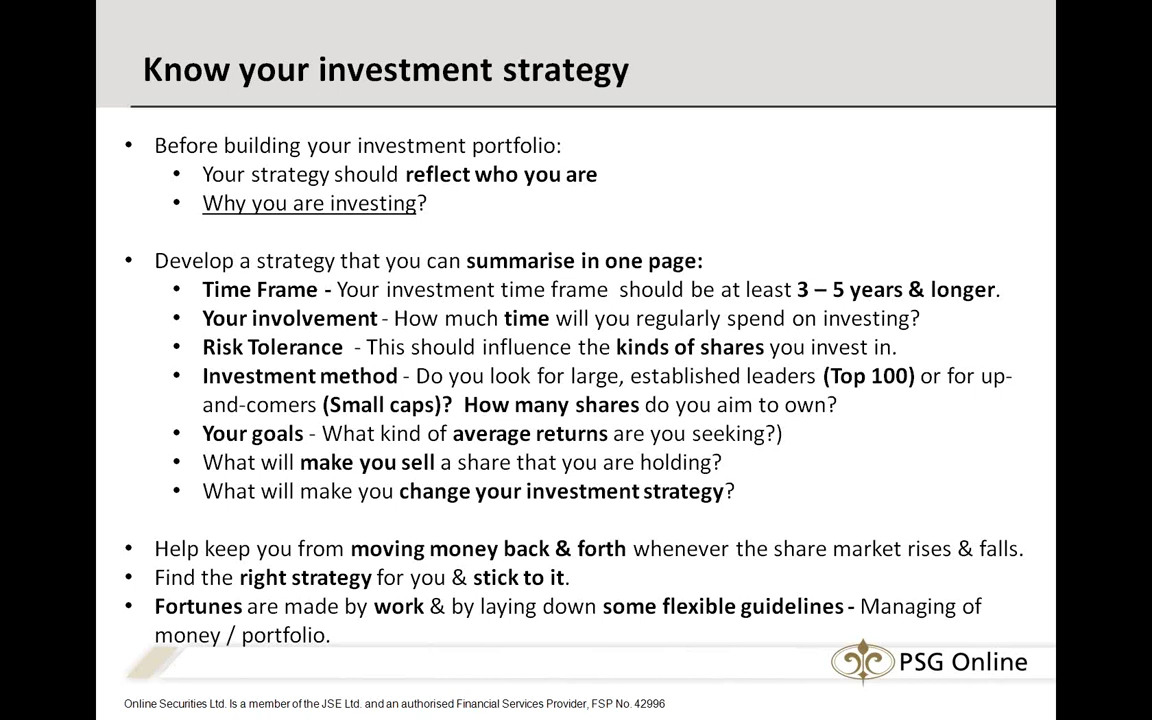 Know your investment strategy
• Before building your investment portfolio:
• Your strategy should reflect who you are
• Why you are investing?
• Develop a strategy that you can summarise in one page:
• Time Frame - Your investment time frame should be at least 3 – 5 years & longer.
• Your involvement - How much time will you regularly spend on investing?
• Risk Tolerance - This should influence the kinds of shares you invest in.
• Investment method - Do you look for large, established leaders (Top 100) or for up-
and-comers (Small caps)? How many shares do you aim to own?
• Your goals - What kind of average returns are you seeking?)
• What will make you sell a share that you are holding?
• What will make you change your investment strategy?
• Help keep you from moving money back & forth whenever the share market rises & falls.
• Find the right strategy for you & stick to it.
• Fortunes are made by work & by laying down some flexible guidelines - Managing of
money / portfolio.
PSG Online
Online Securities Ltd. Is a member of the JSE Ltd. and an authorised Financial Services Provider, FSP No. 42996